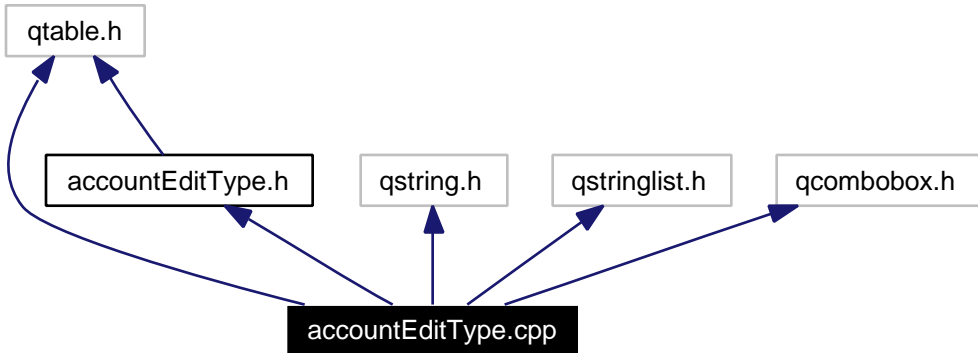 qtable.h
accountEditType.h
qstring.h
qstringlist.h
qcombobox.h
accountEditType.cpp